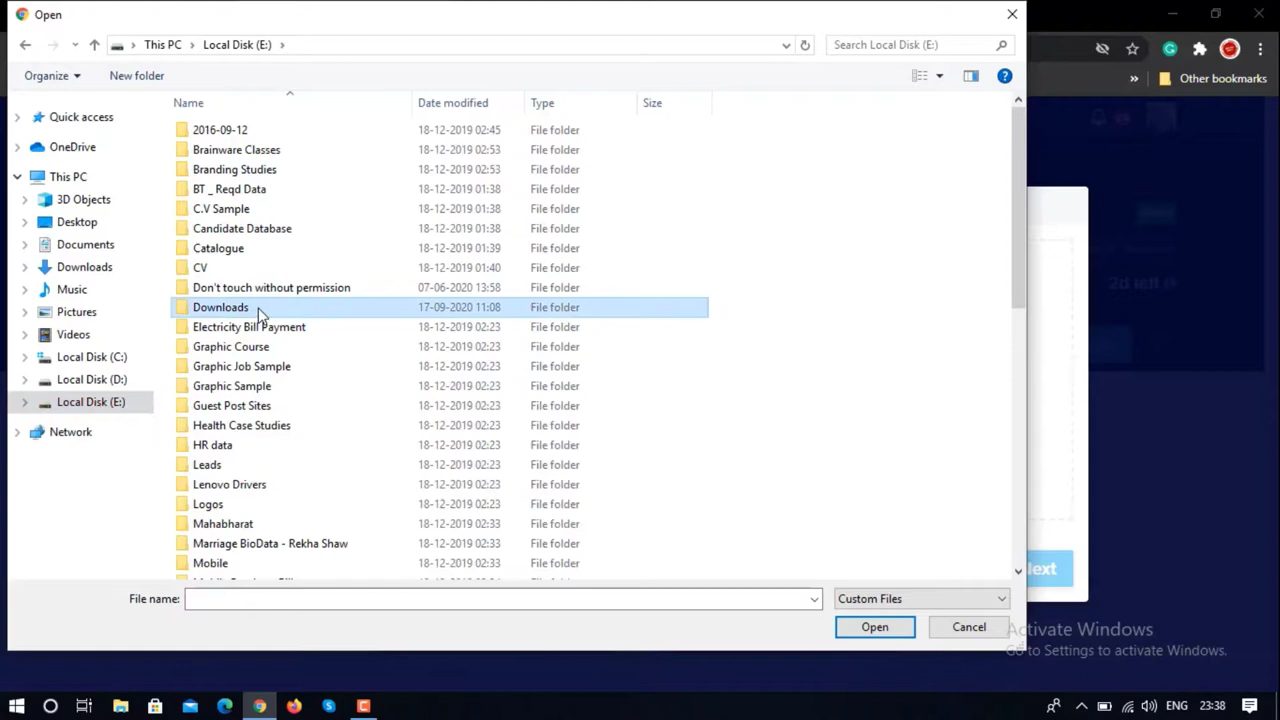 Open
This PC Local Disk (E:) Search Local Disk (E:)
Organize New folder
Other bookmarks
Name Date modified Type Size
Quick access
OneDrive
This PC
3D Objects
Desktop
Documents
Downloads
Music
Pictures
Videos
Local Disk (C:)
Local Disk (D:)
Local Disk (E:)
Network
2016-09-12 18-12-2019 02:45 File folder
Brainware Classes 18-12-2019 02:53 File folder
Branding Studies 18-12-2019 02:53 File folder
BT _ Reqd Data 18-12-2019 01:38 File folder
C.V Sample 18-12-2019 01:38 File folder
Candidate Database 18-12-2019 01:38 File folder
Catalogue 18-12-2019 01:39 File folder
CV 18-12-2019 01:40 File folder
Don't touch without permission 07-06-2020 13:58 File folder
Downloads 17-09-2020 11:08 File folder
Electricity Bill Payment 18-12-2019 02:23 File folder
Graphic Course 18-12-2019 02:23 File folder
Graphic Job Sample 18-12-2019 02:23 File folder
Graphic Sample 18-12-2019 02:23 File folder
Guest Post Sites 18-12-2019 02:23 File folder
Health Case Studies 18-12-2019 02:23 File folder
HR data 18-12-2019 02:23 File folder
Leads 18-12-2019 02:23 File folder
Lenovo Drivers 18-12-2019 02:23 File folder
Logos 18-12-2019 02:23 File folder
Mahabharat 18-12-2019 02:33 File folder
Marriage BioData - Rekha Shaw 18-12-2019 02:33 File folder
Mobile 18-12-2019 02:33 File folder
2d left
File name: Custom Files
Open Cancel
Activate Windows
Go to Settings to activate Windows.
ENG 23:38